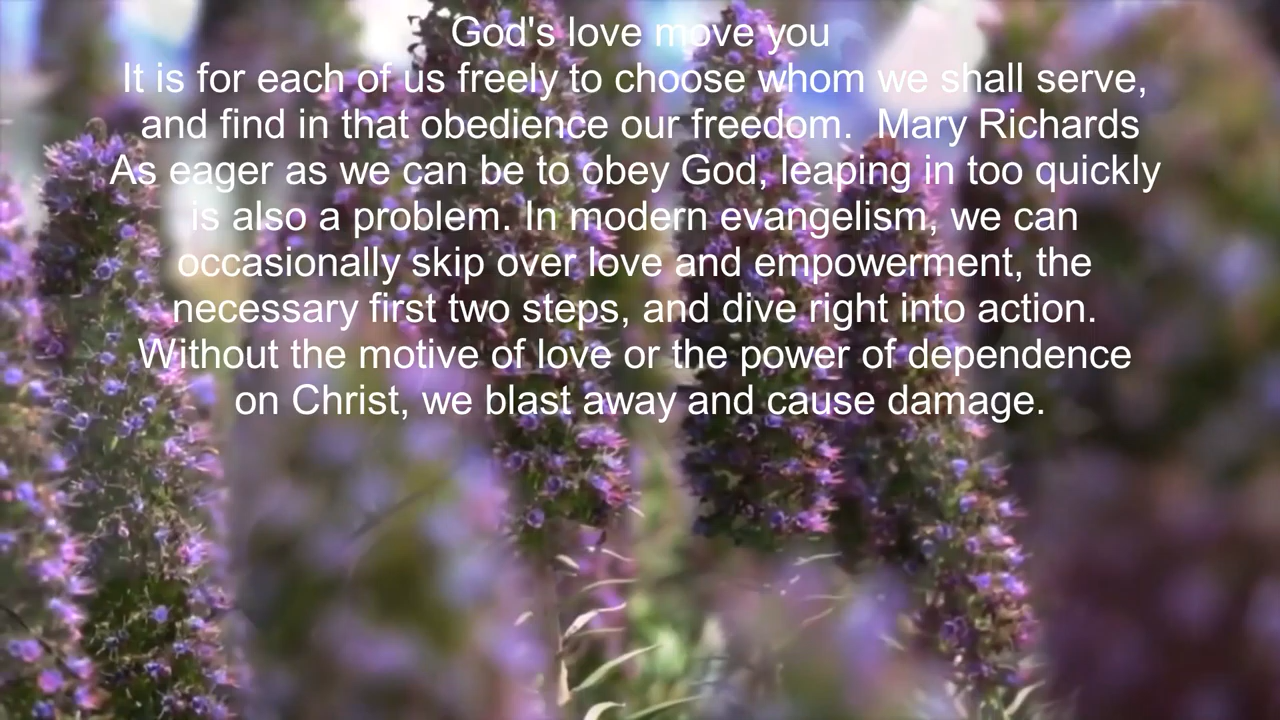 God's love move you
It is for each of us freely to choose whom we shall serve,
and find in that obedience our freedom.  Mary Richards
As eager as we can be to obey God, leaping in too quickly
is also a problem. In modern evangelism, we can
occasionally skip over love and empowerment, the
necessary first two steps, and dive right into action.
Without the motive of love or the power of dependence
on Christ, we blast away and cause damage.